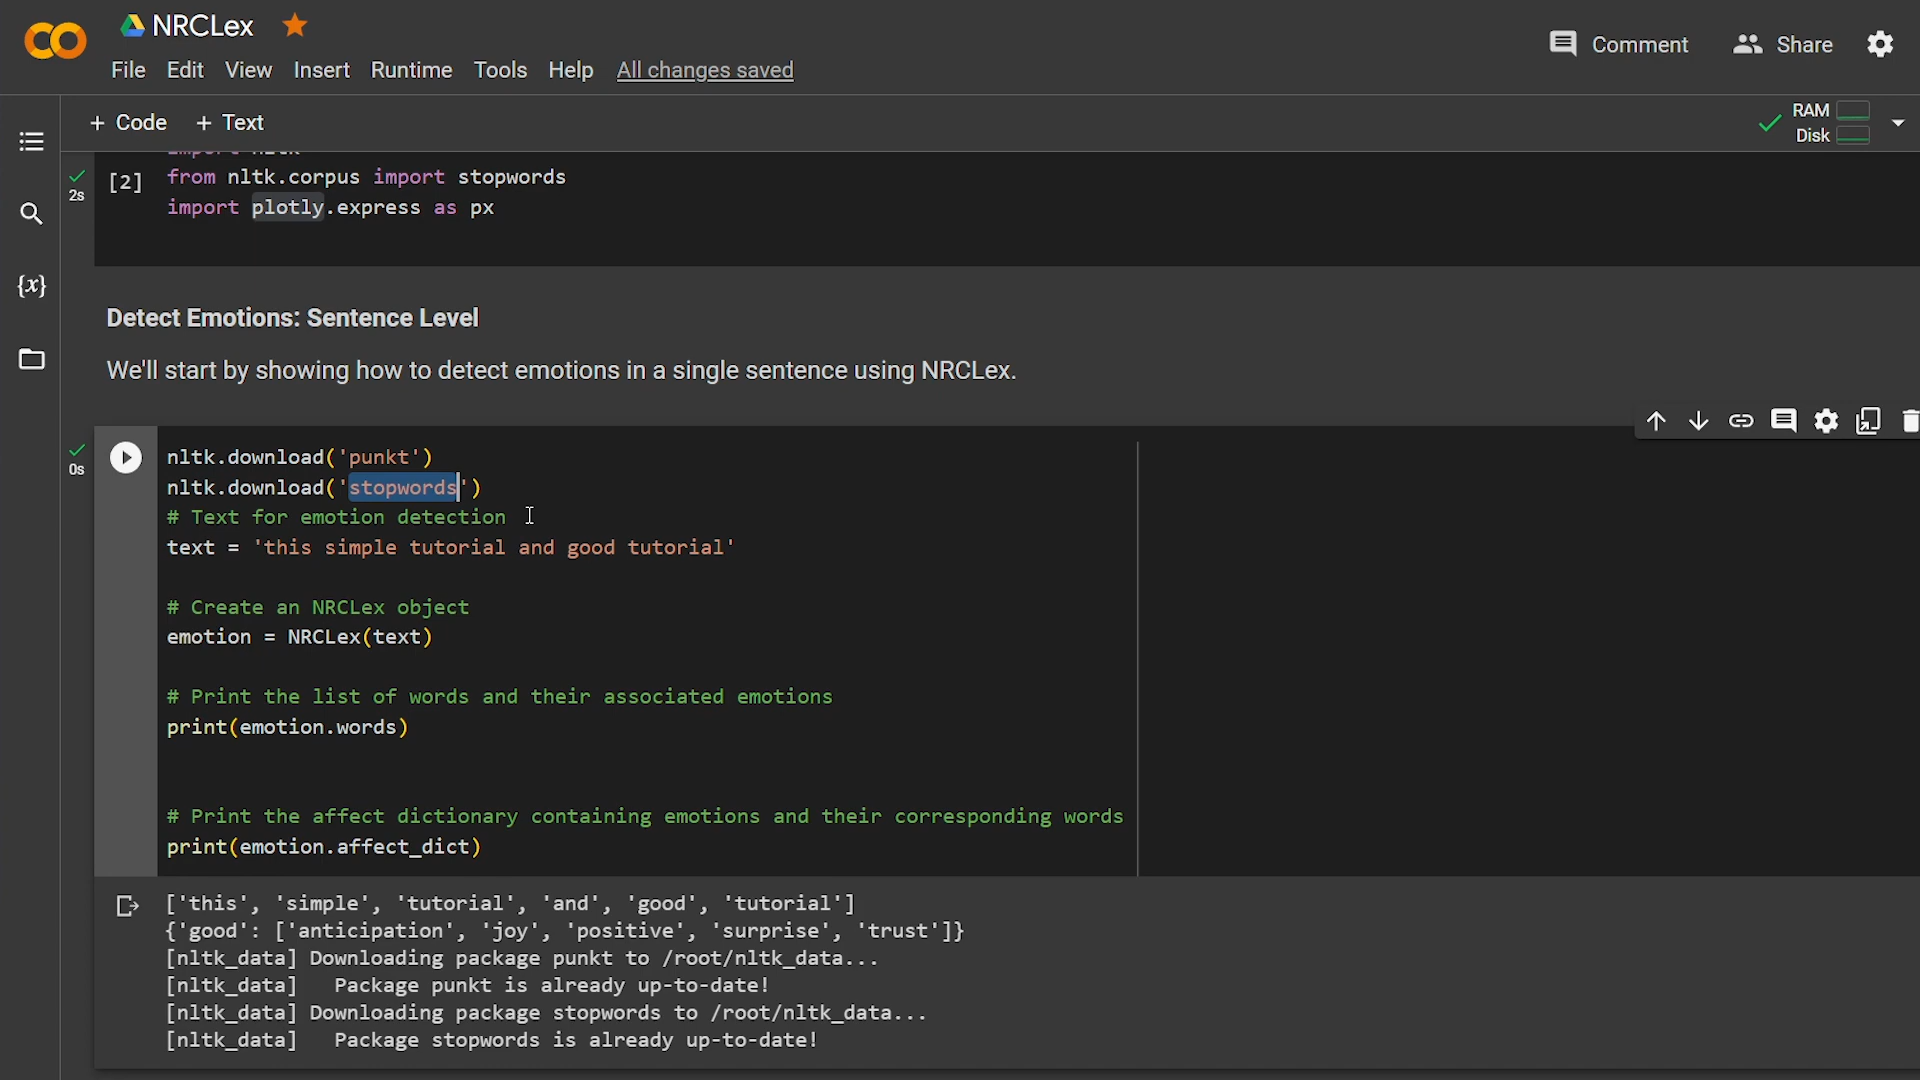 NRCLex
File Edit View Insert Runtime Tools Help All changes saved
Comment Share
+ Code + Text
RAM
Disk
2s
[2]
from nltk.corpus import stopwords
import plotly.express as px
Detect Emotions: Sentence Level
We'll start by showing how to detect emotions in a single sentence using NRCLex.
0s
nltk.download('punkt')
nltk.download('stopwords')
# Text for emotion detection
text = 'this simple tutorial and good tutorial'
# Create an NRCLex object
emotion = NRCLex(text)
# Print the list of words and their associated emotions
print(emotion.words)
# Print the affect dictionary containing emotions and their corresponding words
print(emotion.affect_dict)
['this', 'simple', 'tutorial', 'and', 'good', 'tutorial']
{'good': ['anticipation', 'joy', 'positive', 'surprise', 'trust']}
[nltk_data] Downloading package punkt to /root/nltk_data...
[nltk_data]   Package punkt is already up-to-date!
[nltk_data] Downloading package stopwords to /root/nltk_data...
[nltk_data]   Package stopwords is already up-to-date!